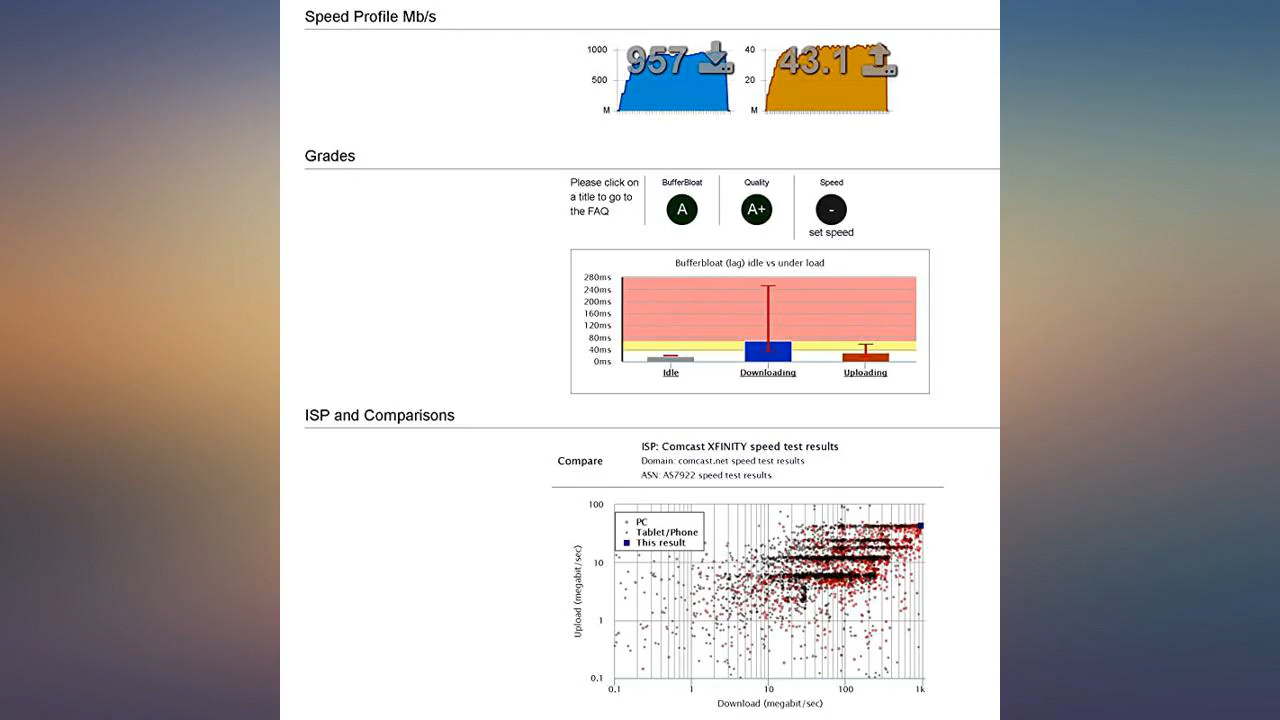 Speed Profile Mb/s
1000
500
M
957
40
20
M
43.1
Grades
Please click on
a title to go to
the FAQ
BufferBloat
A
Quality
A+
Speed
-
set speed
Bufferbloat (lag) idle vs under load
280ms
240ms
200ms
160ms
120ms
80ms
40ms
0ms
Idle
Downloading
Uploading
ISP and Comparisons
Compare
ISP: Comcast XFINITY speed test results
Domain: comcast.net speed test results
ASN: AS7922 speed test results
PC
Tablet/Phone
This result
Upload (megabit/sec)
100
10
1
0.1
0.1
1
10
100
1k
Download (megabit/sec)